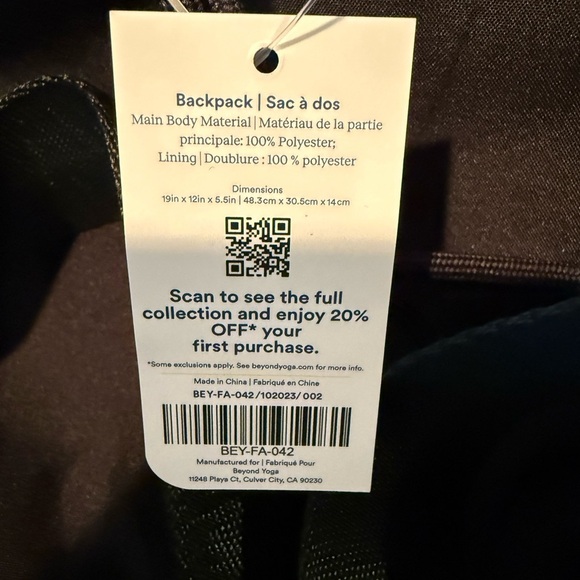 Backpack | Sac à dos
Main Body Material | Matériau de la partie
principale: 100% Polyester;
Lining | Doublure : 100 % polyester
Dimensions
19in x 12in x 5.5in | 48.3cm x 30.5cm x 14cm
Scan to see the full
collection and enjoy 20%
OFF* your
first purchase.
*Some exclusions apply. See beyondyoga.com for more info.
Made in China | Fabriqué en Chine
BEY-FA-042/102023/002
BEY-FA-042
Manufactured for | Fabriqué Pour
Beyond Yoga
11248 Playa Ct, Culver City, CA 90230